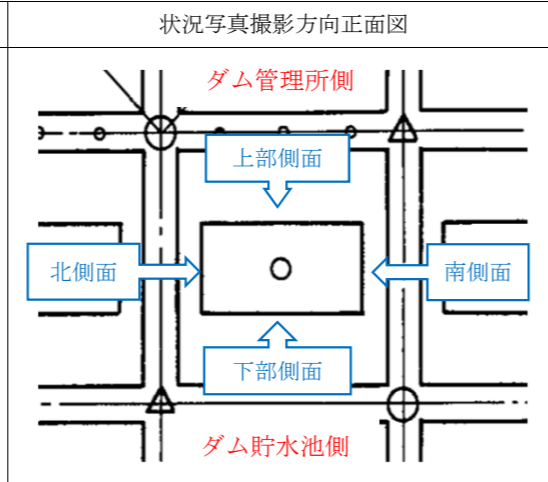 状況写真撮影方向正面図
ダム管理所側
上部側面
北側面
南側面
下部側面
ダム貯水池側